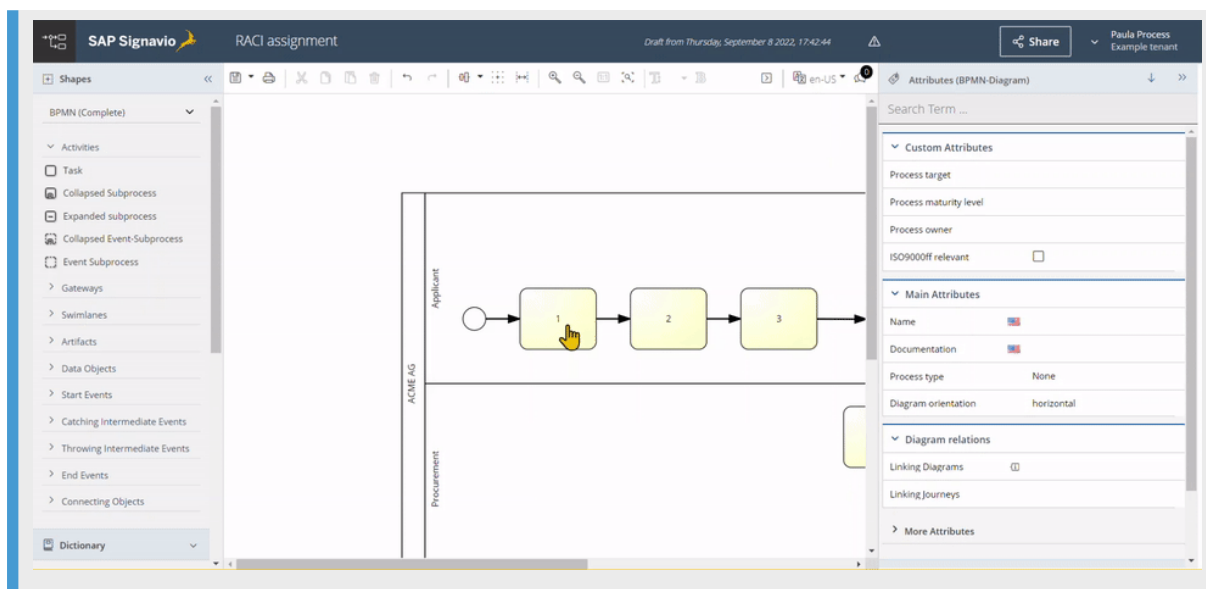 SAP Signavio
RACI assignment
Draft from Thursday, September 8 2022, 17:42:44
Share
Paula Process
Example tenant
Shapes
en-US
0
Attributes (BPMN-Diagram)
BPMN (Complete)
Search Term ...
Activities
Task
Collapsed Subprocess
Expanded subprocess
Collapsed Event-Subprocess
Event Subprocess
Gateways
Swimlanes
Artifacts
Data Objects
Start Events
Catching Intermediate Events
Throwing Intermediate Events
End Events
Connecting Objects
Dictionary
ACME AG
Applicant
1
2
3
Procurement
Custom Attributes
Process target
Process maturity level
Process owner
ISO9000ff relevant
Main Attributes
Name
Documentation
Process type None
Diagram orientation horizontal
Diagram relations
Linking Diagrams
Linking Journeys
More Attributes